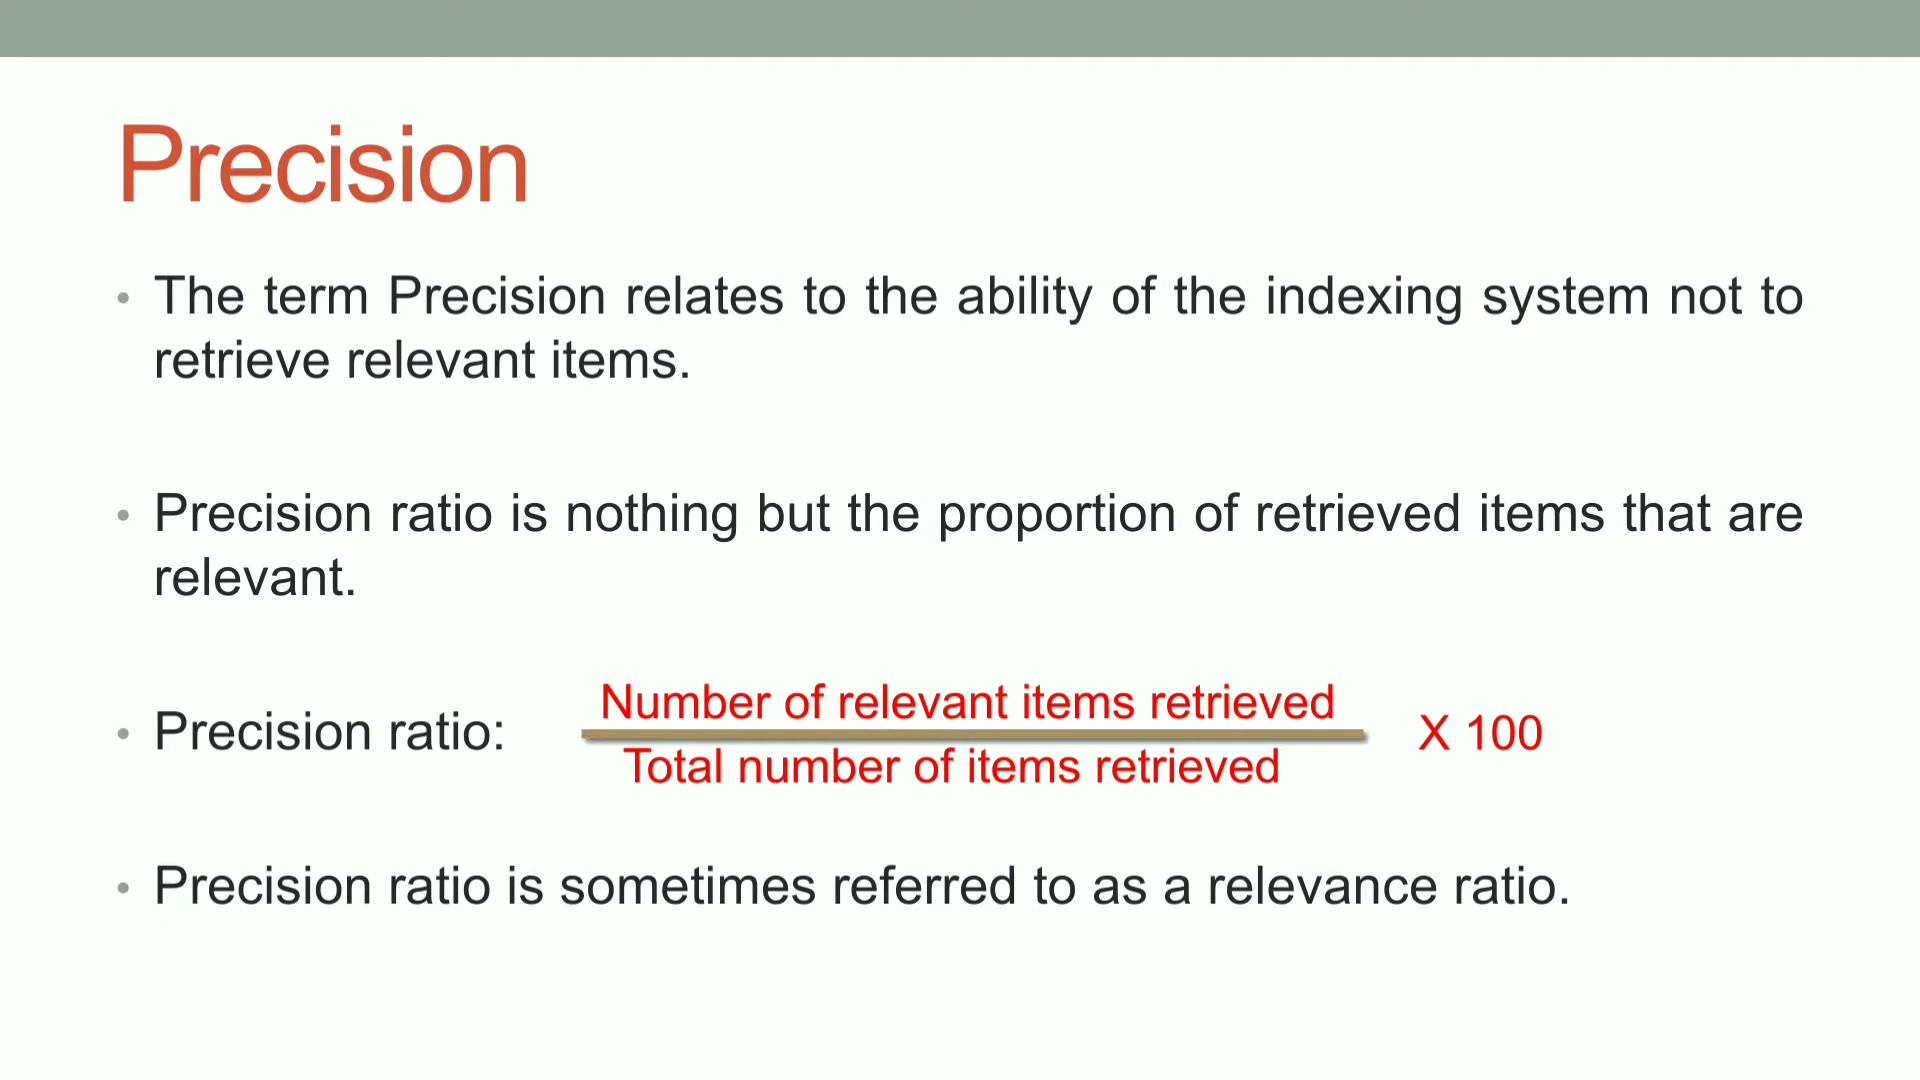 Precision
• The term Precision relates to the ability of the indexing system not to
retrieve relevant items.
• Precision ratio is nothing but the proportion of retrieved items that are
relevant.
Number of relevant items retrieved
• Precision ratio: X 100
Total number of items retrieved
• Precision ratio is sometimes referred to as a relevance ratio.